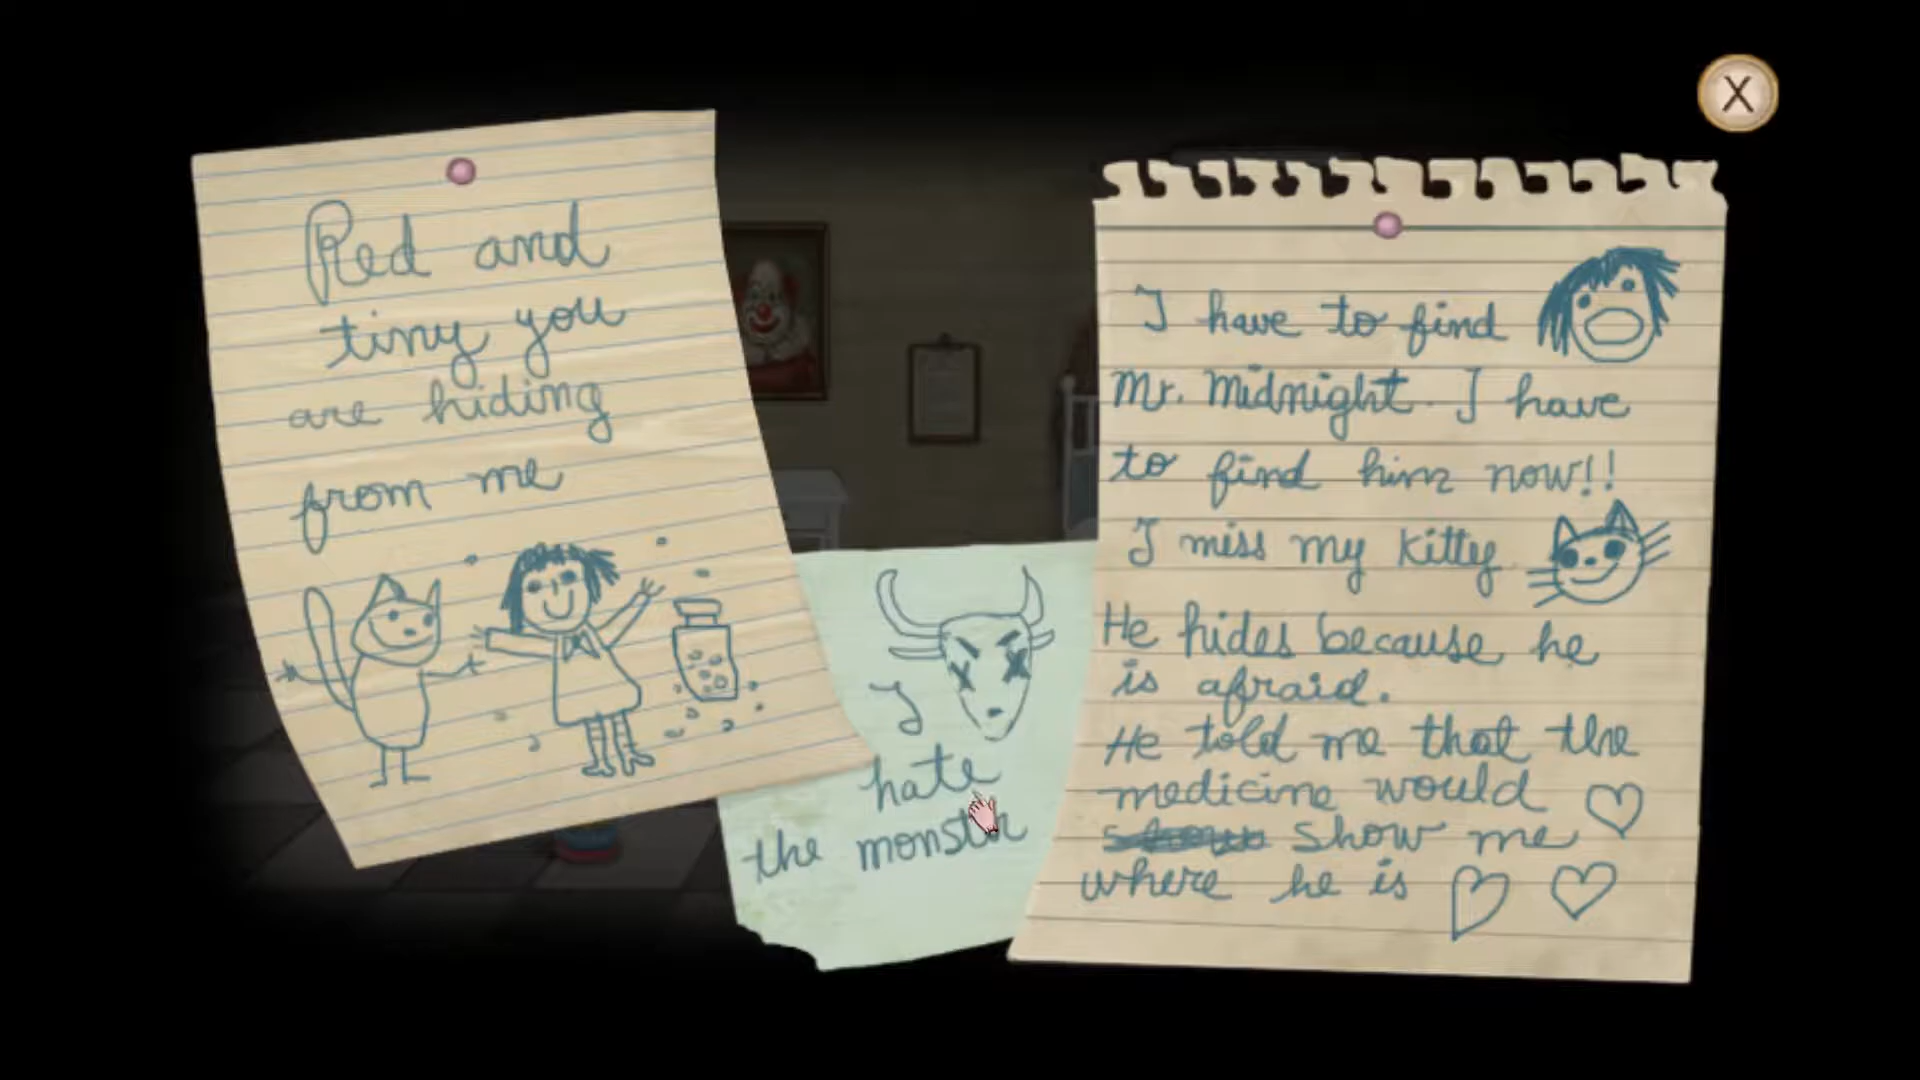 Red and
tiny you
are hiding
from me
I
hate
the monstr
I have to find
Mr. Midnight. I have
to find him now!!
I miss my Kitty
He hides because he
is afraid.
He told me that the
medicine would
show me
where he is
X